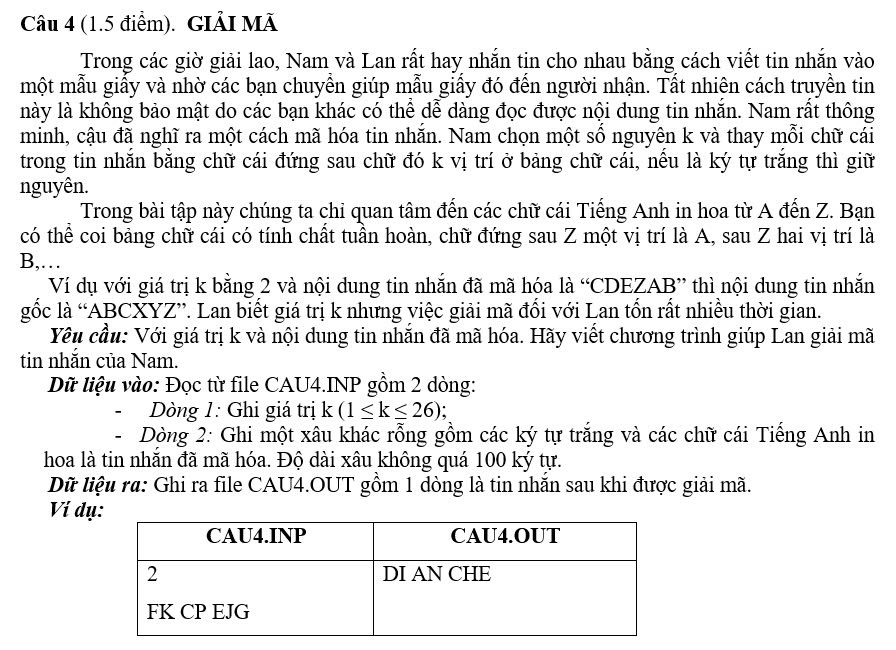 Câu 4 (1.5 điểm). GIẢI MÃ
Trong các giờ giải lao, Nam và Lan rất hay nhắn tin cho nhau bằng cách viết tin nhắn vào
một mẫu giấy và nhờ các bạn chuyển giúp mẫu giấy đó đến người nhận. Tất nhiên cách truyền tin
này là không bảo mật do các bạn khác có thể dễ dàng đọc được nội dung tin nhắn. Nam rất thông
minh, cậu đã nghĩ ra một cách mã hóa tin nhắn. Nam chọn một số nguyên k và thay mỗi chữ cái
trong tin nhắn bằng chữ cái đứng sau chữ đó k vị trí ở bảng chữ cái, nếu là ký tự trắng thì giữ
nguyên.
Trong bài tập này chúng ta chỉ quan tâm đến các chữ cái Tiếng Anh in hoa từ A đến Z. Bạn
có thể coi bảng chữ cái có tính chất tuần hoàn, chữ đứng sau Z một vị trí là A, sau Z hai vị trí là
B,...
Ví dụ với giá trị k bằng 2 và nội dung tin nhắn đã mã hóa là “CDEZAB” thì nội dung tin nhắn
gốc là “ABCXYZ”. Lan biết giá trị k nhưng việc giải mã đối với Lan tốn rất nhiều thời gian.
Yêu cầu: Với giá trị k và nội dung tin nhắn đã mã hóa. Hãy viết chương trình giúp Lan giải mã
tin nhắn của Nam.
Dữ liệu vào: Đọc từ file CAU4.INP gồm 2 dòng:
- Dòng 1: Ghi giá trị k (1 ≤ k ≤ 26);
- Dòng 2: Ghi một xâu khác rỗng gồm các ký tự trắng và các chữ cái Tiếng Anh in
hoa là tin nhắn đã mã hóa. Độ dài xâu không quá 100 ký tự.
Dữ liệu ra: Ghi ra file CAU4.OUT gồm 1 dòng là tin nhắn sau khi được giải mã.
Ví dụ:
CAU4.INP CAU4.OUT
2 DI AN CHE
FK CP EJG